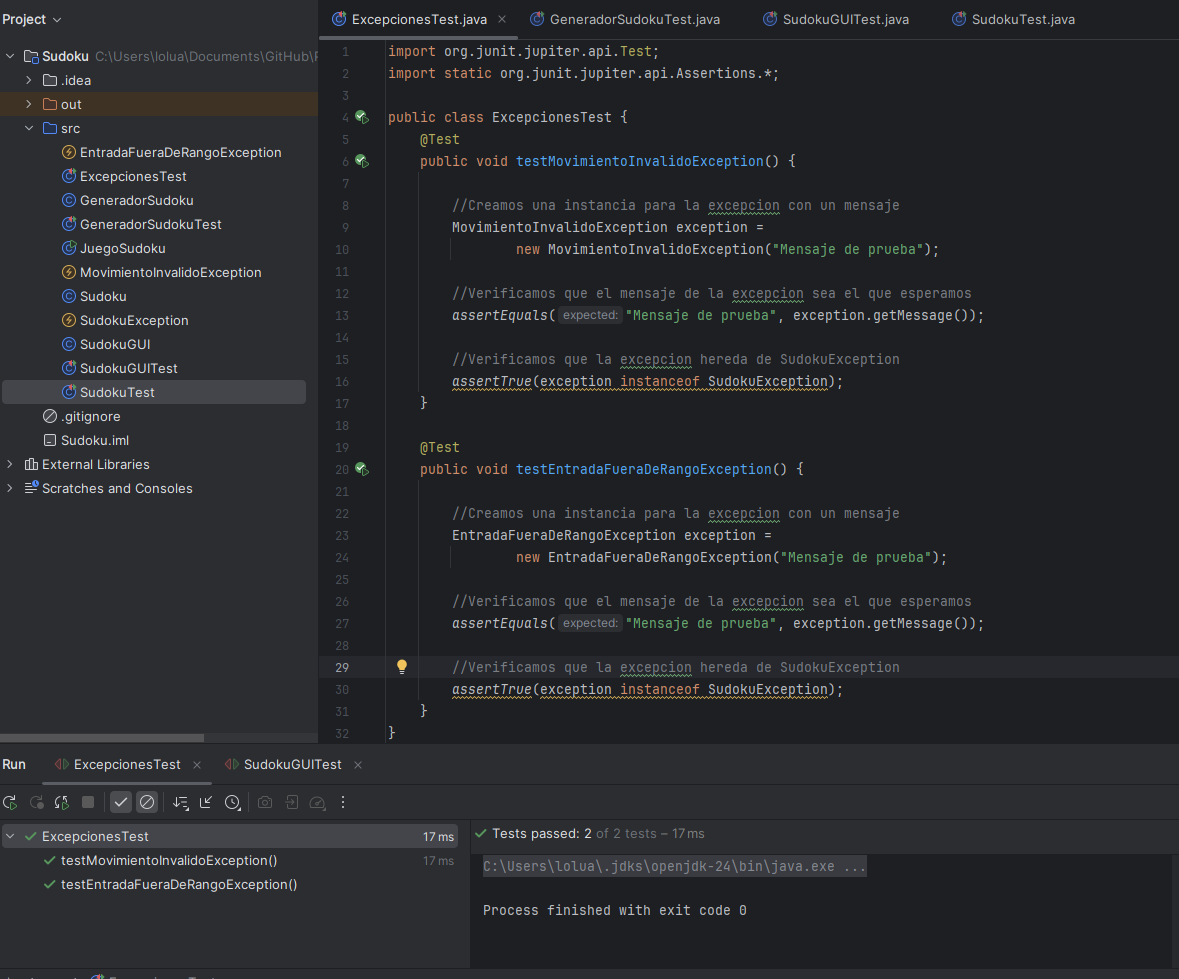 Project
Sudoku C:\Users\lolua\Documents\GitHub\
.idea
out
src
EntradaFueraDeRangoException
ExcepcionesTest
GeneradorSudoku
GeneradorSudokuTest
JuegoSudoku
MovimientoInvalidoException
Sudoku
SudokuException
SudokuGUI
SudokuGUITest
SudokuTest
.gitignore
Sudoku.iml
External Libraries
Scratches and Consoles
ExcepcionesTest.java GeneradorSudokuTest.java SudokuGUITest.java SudokuTest.java
1 import org.junit.jupiter.api.Test;
2 import static org.junit.jupiter.api.Assertions.*;
3
4 public class ExcepcionesTest {
5 @Test
6 public void testMovimientoInvalidoException() {
7
8 //Creamos una instancia para la excepcion con un mensaje
9 MovimientoInvalidoException exception =
10 new MovimientoInvalidoException("Mensaje de prueba");
11
12 //Verificamos que el mensaje de la excepcion sea el que esperamos
13 assertEquals( expected: "Mensaje de prueba", exception.getMessage());
14
15 //Verificamos que la excepcion hereda de SudokuException
16 assertTrue(exception instanceof SudokuException);
17 }
18
19 @Test
20 public void testEntradaFueraDeRangoException() {
21
22 //Creamos una instancia para la excepcion con un mensaje
23 EntradaFueraDeRangoException exception =
24 new EntradaFueraDeRangoException("Mensaje de prueba");
25
26 //Verificamos que el mensaje de la excepcion sea el que esperamos
27 assertEquals( expected: "Mensaje de prueba", exception.getMessage());
28
29 //Verificamos que la excepcion hereda de SudokuException
30 assertTrue(exception instanceof SudokuException);
31 }
32 }
Run ExcepcionesTest SudokuGUITest
ExcepcionesTest 17 ms
testMovimientoInvalidoException() 17 ms
testEntradaFueraDeRangoException()
Tests passed: 2 of 2 tests – 17 ms
C:\Users\lolua\.jdks\openjdk-24\bin\java.exe ...
Process finished with exit code 0